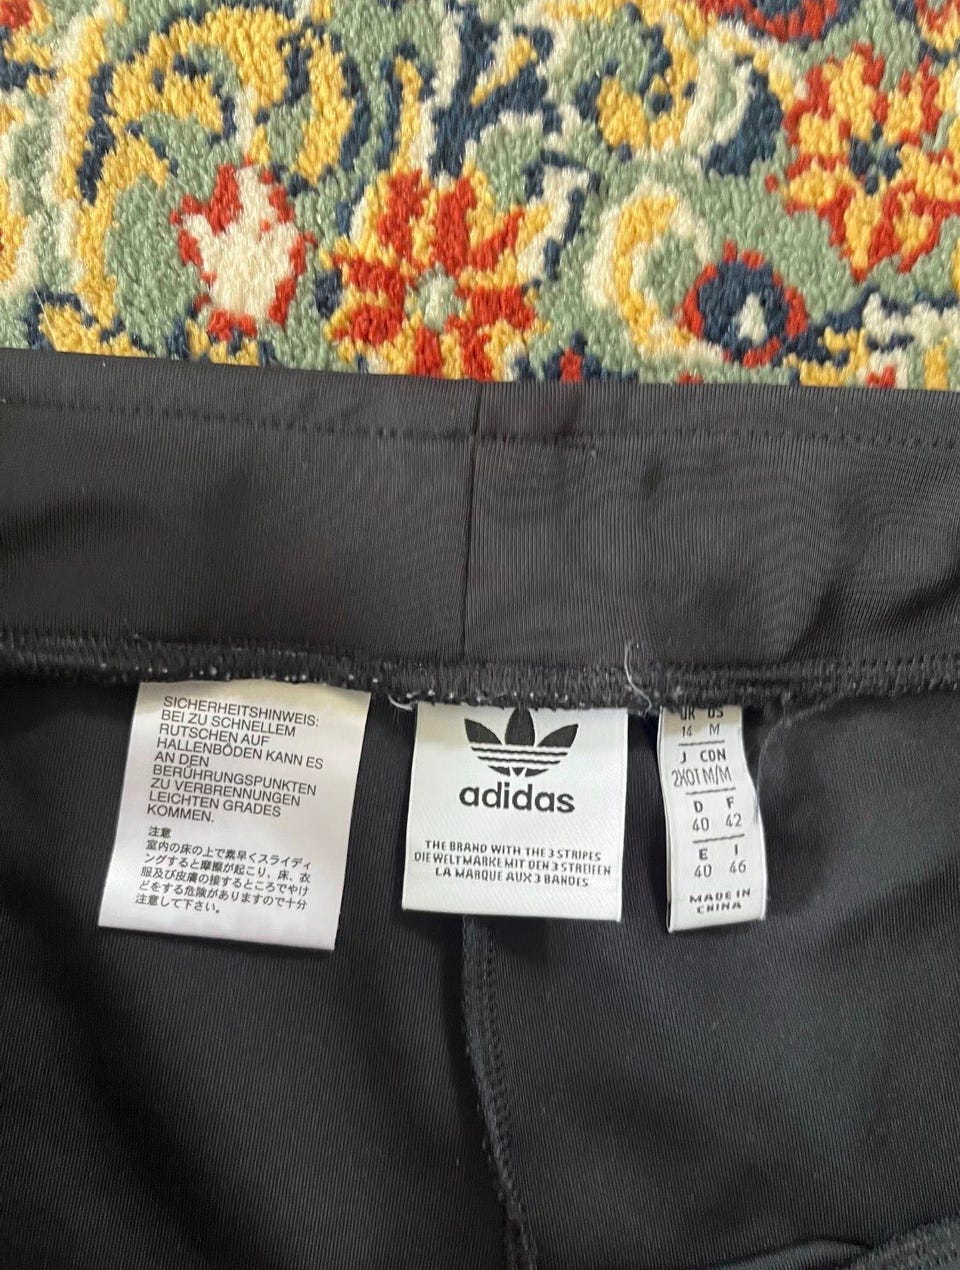 SICHERHEITSHINWEIS:
BEI ZU SCHNELLEM
RUTSCHEN AUF
HALLENBÖDEN KANN ES
AN DEN
BERÜHRUNGSPUNKTEN
ZU VERBRENNUNGEN
LEICHTEN GRADES
KOMMEN.
注意
室内の床の上で素早くスライディ
ングすると摩擦が起こり、床、衣
服及び皮膚の接するところでやけ
どをする危険がありますので十分
注意して下さい。
adidas
THE BRAND WITH THE 3 STRIPES
DIE WELTMARKE MIT DEN 3 STREIFEN
LA MARQUE AUX 3 BANDES
UK US
14 M
J CDN
2XOT M/M
D F
40 42
E I
40 46
MADE IN
CHINA